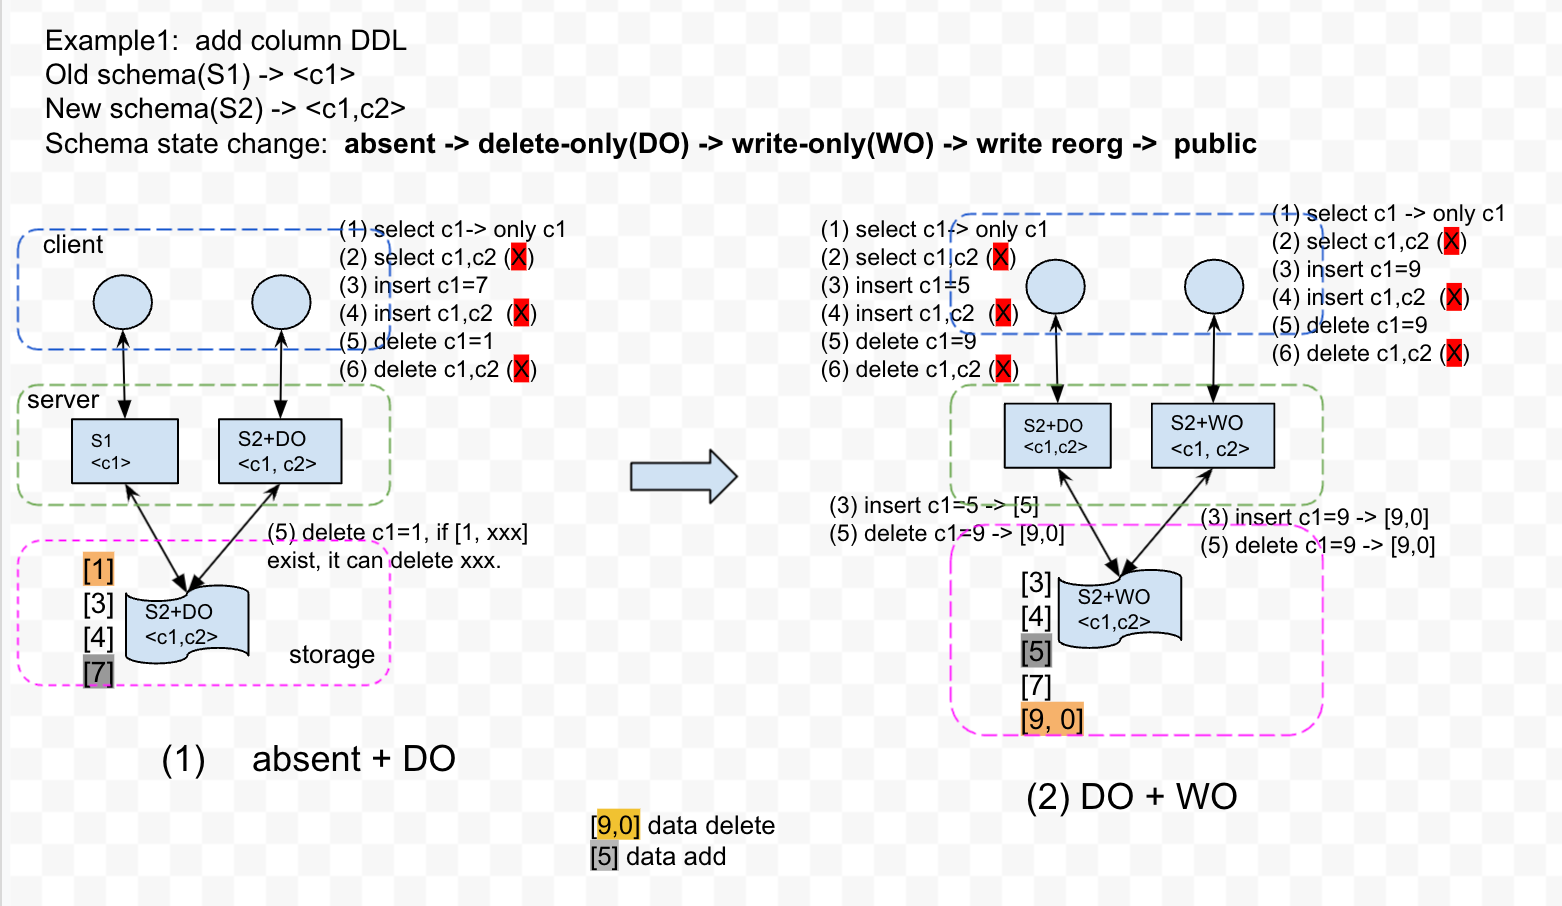 Example1:  add column DDL
Old schema(S1) -> <c1>
New schema(S2) -> <c1,c2>
Schema state change:  absent -> delete-only(DO) -> write-only(WO) -> write reorg ->  public
client
(1) select c1-> only c1
(2) select c1,c2 (X)
(3) insert c1=7
(4) insert c1,c2  (X)
(5) delete c1=1
(6) delete c1,c2 (X)
server
S1
<c1>
S2+DO
<c1, c2>
(5) delete c1=1, if [1, xxx]
exist, it can delete xxx.
[1]
[3]
[4]
[7]
S2+DO
<c1,c2>
storage
(1)    absent + DO
(1) select c1-> only c1
(2) select c1,c2 (X)
(3) insert c1=5
(4) insert c1,c2  (X)
(5) delete c1=9
(6) delete c1,c2 (X)
(1) select c1 -> only c1
(2) select c1,c2 (X)
(3) insert c1=9
(4) insert c1,c2  (X)
(5) delete c1=9
(6) delete c1,c2 (X)
S2+DO
<c1,c2>
S2+WO
<c1, c2>
(3) insert c1=5 -> [5]
(5) delete c1=9 -> [9,0]
(3) insert c1=9 -> [9,0]
(5) delete c1=9 -> [9,0]
[3]
[4]
[5]
[7]
[9, 0]
S2+WO
<c1,c2>
(2) DO + WO
[9,0] data delete
[5] data add